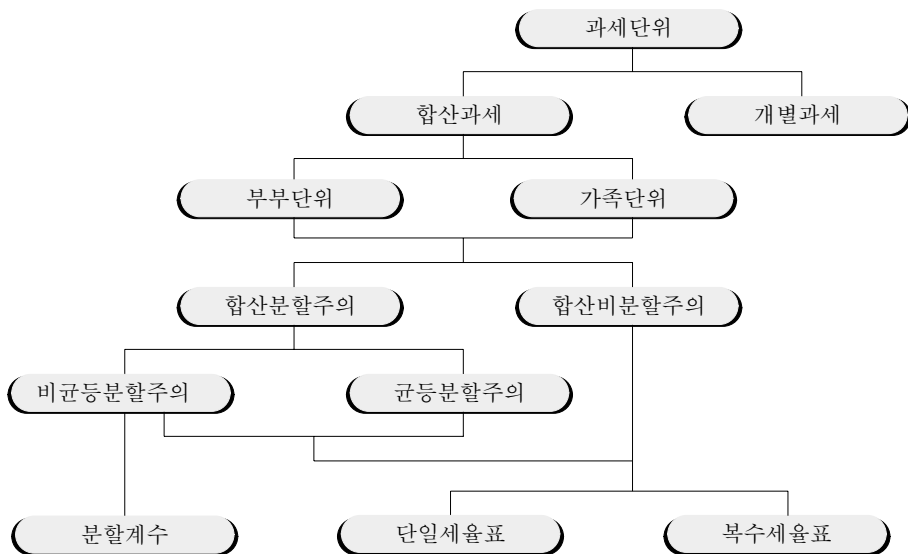 과세단위
합산과세
개별과세
부부단위
가족단위
합산분할주의
합산비분할주의
비균등분할주의
균등분할주의
분할계수
단일세율표
복수세율표